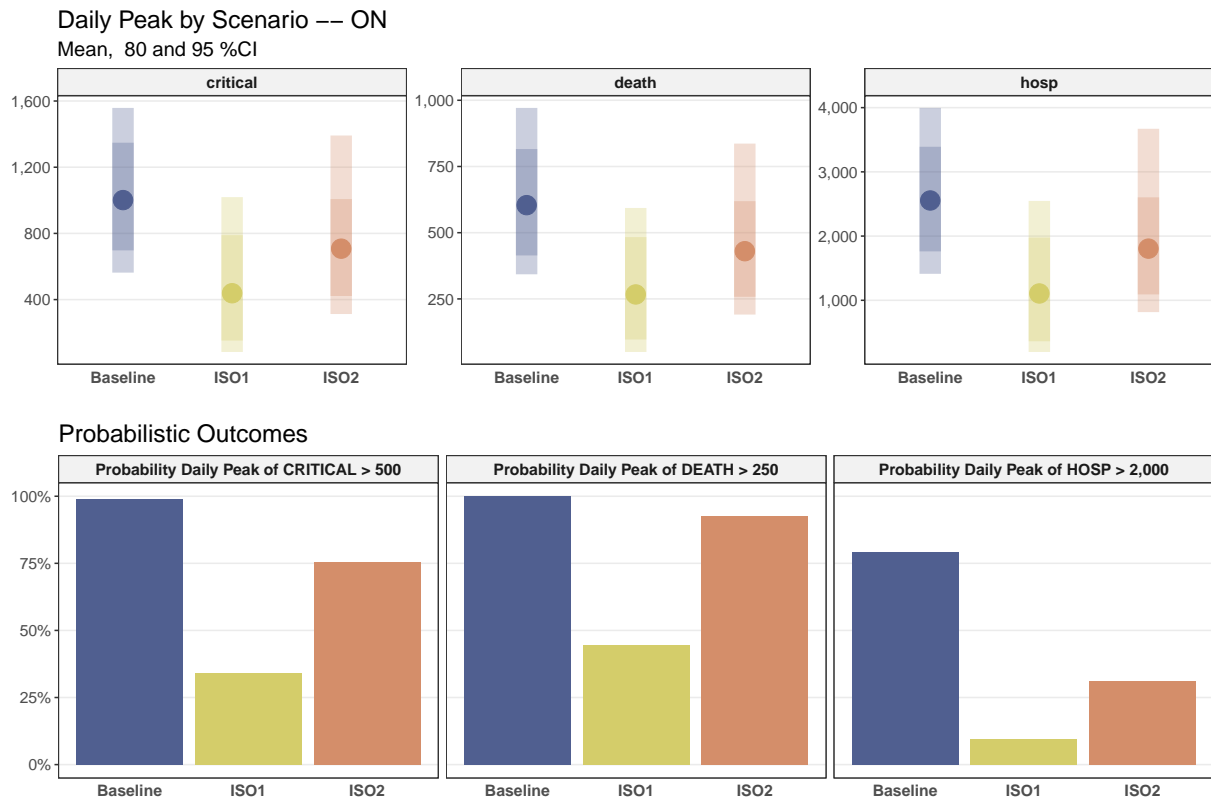 Daily Peak by Scenario −− ON
Mean,  80 and 95 %CI
critical
death
hosp
1,600
1,200
800
400
1,000
750
500
250
4,000
3,000
2,000
1,000
Baseline ISO1 ISO2
Baseline ISO1 ISO2
Baseline ISO1 ISO2
Probabilistic Outcomes
Probability Daily Peak of CRITICAL > 500
Probability Daily Peak of DEATH > 250
Probability Daily Peak of HOSP > 2,000
100%
75%
50%
25%
0%
Baseline ISO1 ISO2
Baseline ISO1 ISO2
Baseline ISO1 ISO2